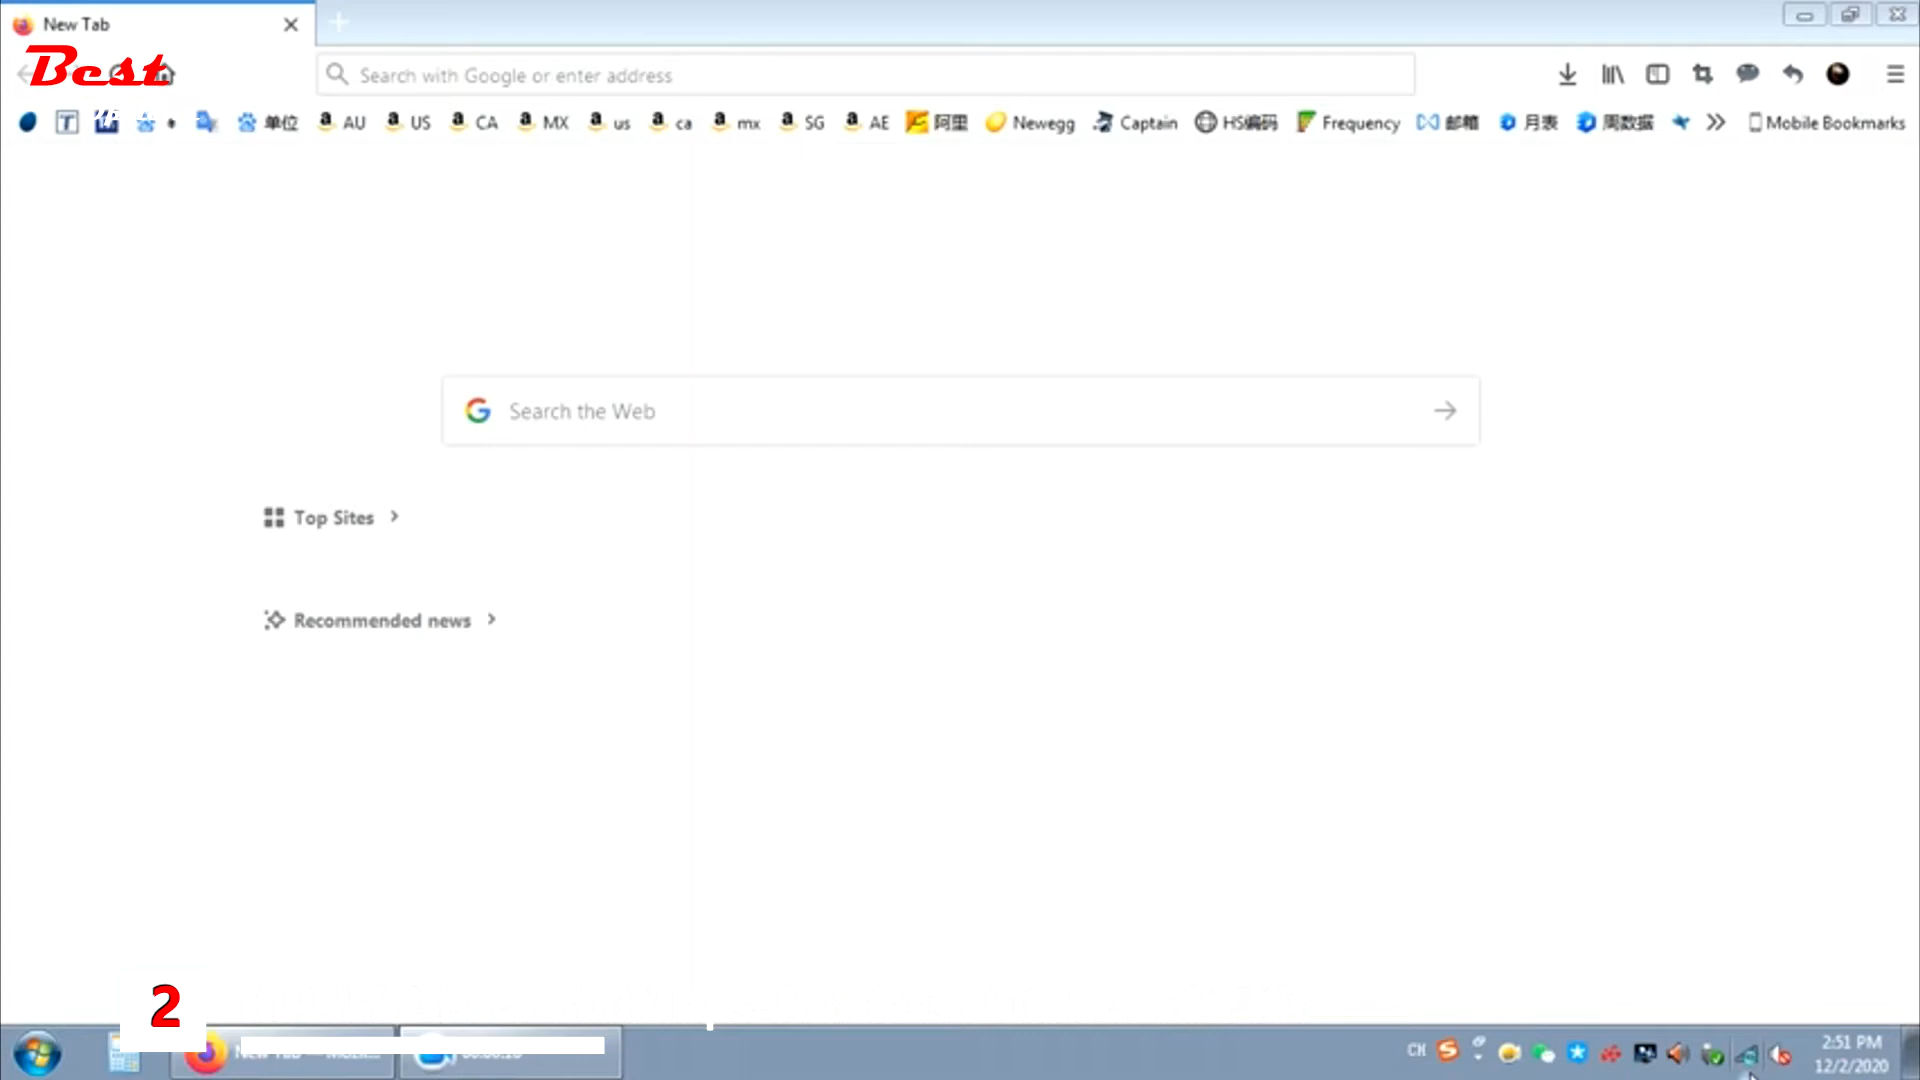 New Tab
Best
Search with Google or enter address
单位 AU US CA MX us ca mx SG AE 阿里 Newegg Captain HS编码 Frequency 邮箱 月表 周数据 Mobile Bookmarks
Search the Web
Top Sites
Recommended news
2
CH
2:51 PM
12/2/2020